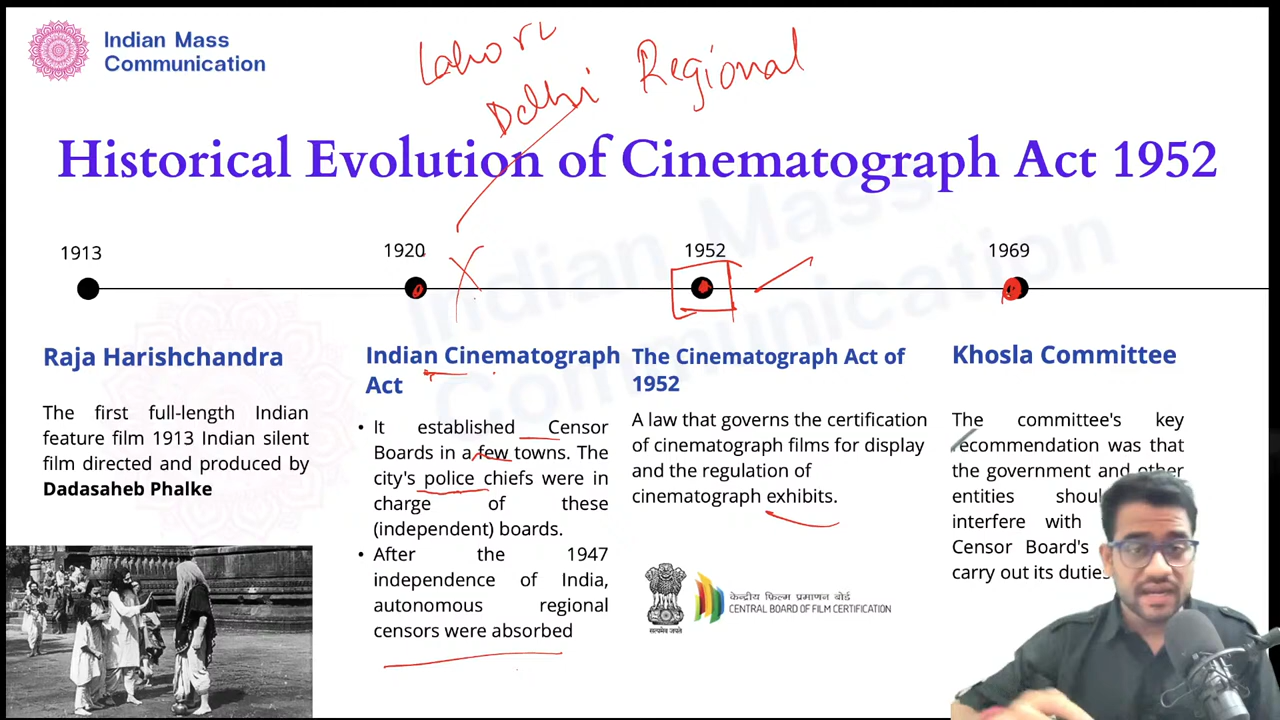 Indian Mass
Communication
Lahore
Delhi Regional
Historical Evolution of Cinematograph Act 1952
1913
1920
1952
1969
Raja Harishchandra
The first full-length Indian
feature film 1913 Indian silent
film directed and produced by
Dadasaheb Phalke
Indian Cinematograph
Act
• It established Censor
Boards in a few towns. The
city's police chiefs were in
charge of these
(independent) boards.
• After the 1947
independence of India,
autonomous regional
censors were absorbed
The Cinematograph Act of
1952
A law that governs the certification
of cinematograph films for display
and the regulation of
cinematograph exhibits.
सत्यमेव जयते
केन्द्रीय फिल्म प्रमाणन बोर्ड
CENTRAL BOARD OF FILM CERTIFICATION
Khosla Committee
The committee's key
recommendation was that
the government and other
entities
interfere with
Censor Board's
carry out its
Indian Mass
Communication